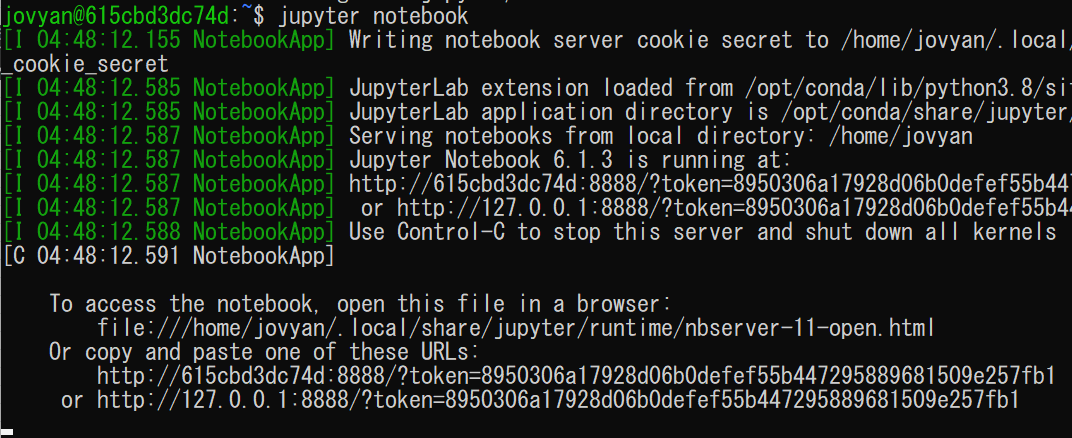 jovyan@615cbd3dc74d:~$ jupyter notebook
[I 04:48:12.155 NotebookApp] Writing notebook server cookie secret to /home/jovyan/.local/
_cookie_secret
[I 04:48:12.585 NotebookApp] JupyterLab extension loaded from /opt/conda/lib/python3.8/sit
[I 04:48:12.585 NotebookApp] JupyterLab application directory is /opt/conda/share/jupyter/
[I 04:48:12.587 NotebookApp] Serving notebooks from local directory: /home/jovyan
[I 04:48:12.587 NotebookApp] Jupyter Notebook 6.1.3 is running at:
[I 04:48:12.587 NotebookApp] http://615cbd3dc74d:8888/?token=8950306a17928d06b0defef55b447
[I 04:48:12.587 NotebookApp]  or http://127.0.0.1:8888/?token=8950306a17928d06b0defef55b4
[I 04:48:12.588 NotebookApp] Use Control-C to stop this server and shut down all kernels
[C 04:48:12.591 NotebookApp]
To access the notebook, open this file in a browser:
file:///home/jovyan/.local/share/jupyter/runtime/nbserver-11-open.html
Or copy and paste one of these URLs:
http://615cbd3dc74d:8888/?token=8950306a17928d06b0defef55b447295889681509e257fb1
or http://127.0.0.1:8888/?token=8950306a17928d06b0defef55b447295889681509e257fb1